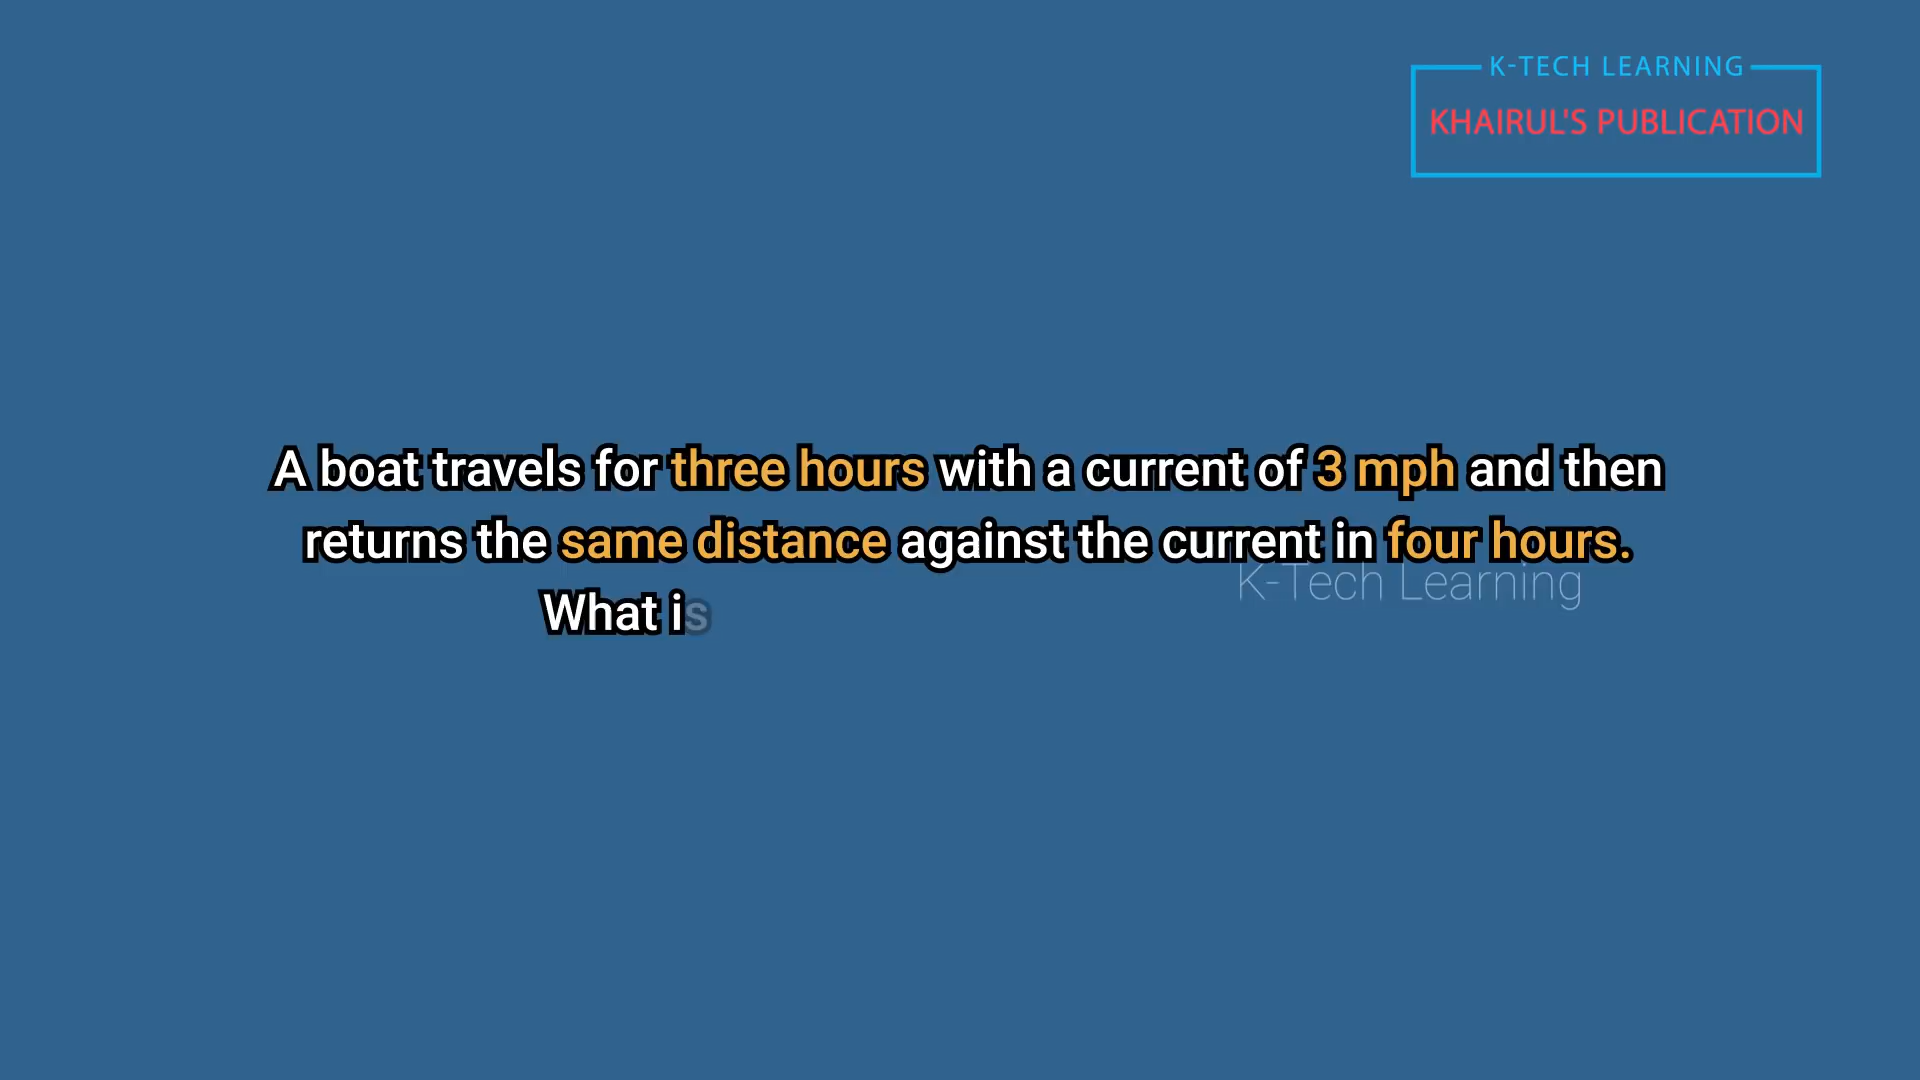 K-TECH LEARNING
KHAIRUL'S PUBLICATION
A boat travels for three hours with a current of 3 mph and then
returns the same distance against the current in four hours.
K-Tech Learning
What is